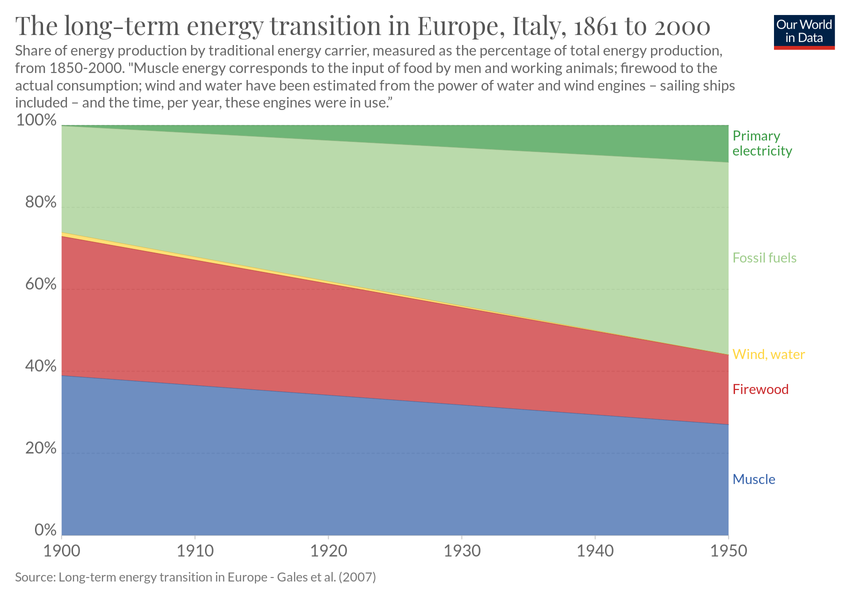 The long-term energy transition in Europe, Italy, 1861 to 2000
Our World
in Data
Share of energy production by traditional energy carrier, measured as the percentage of total energy production,
from 1850-2000. "Muscle energy corresponds to the input of food by men and working animals; firewood to the
actual consumption; wind and water have been estimated from the power of water and wind engines – sailing ships
included – and the time, per year, these engines were in use.”
100%
80%
60%
40%
20%
0%
Primary
electricity
Fossil fuels
Wind, water
Firewood
Muscle
1900
1910
1920
1930
1940
1950
Source: Long-term energy transition in Europe - Gales et al. (2007)